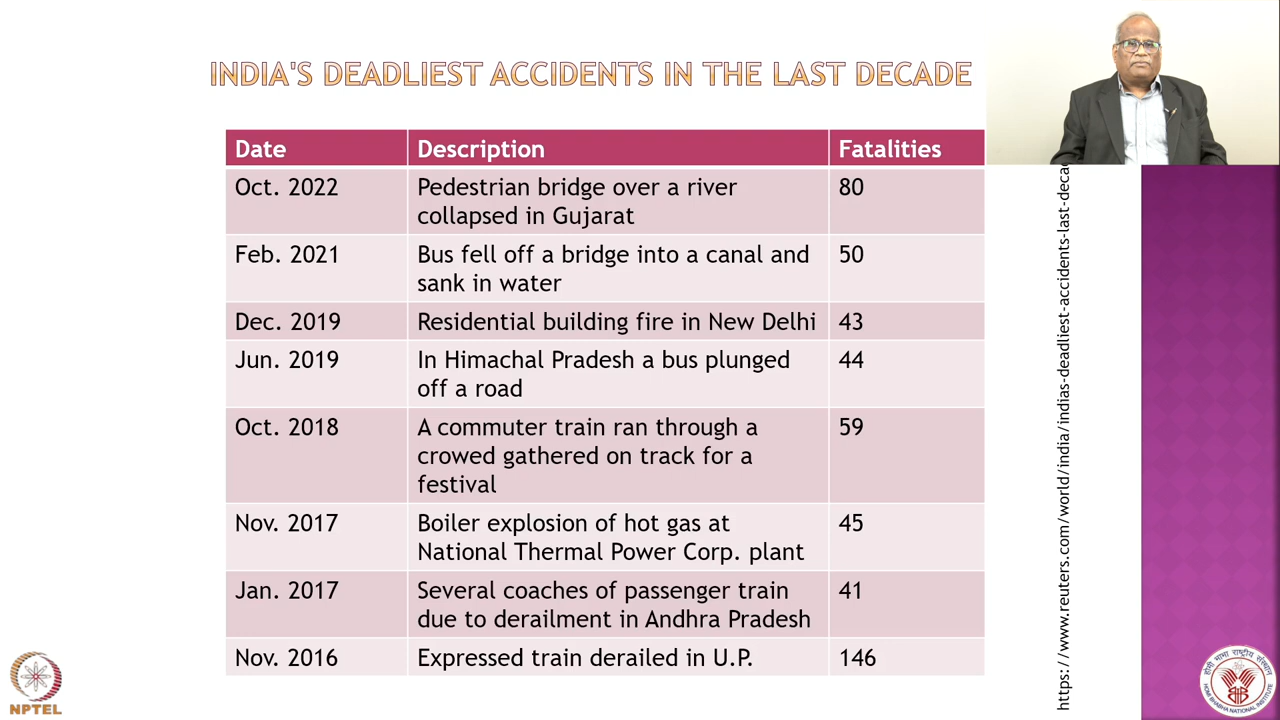 INDIA'S DEADLIEST ACCIDENTS IN THE LAST DECADE
Date Description Fatalities
Oct. 2022 Pedestrian bridge over a river 80
collapsed in Gujarat
Feb. 2021 Bus fell off a bridge into a canal and 50
sank in water
Dec. 2019 Residential building fire in New Delhi 43
Jun. 2019 In Himachal Pradesh a bus plunged 44
off a road
Oct. 2018 A commuter train ran through a 59
crowed gathered on track for a
festival
Nov. 2017 Boiler explosion of hot gas at 45
National Thermal Power Corp. plant
Jan. 2017 Several coaches of passenger train 41
due to derailment in Andhra Pradesh
Nov. 2016 Expressed train derailed in U.P. 146
https://www.reuters.com/world/india/indias-deadliest-accidents-last-deca
NPTEL
होमी भाभा राष्ट्रीय संस्थान
HOMI BHABHA NATIONAL INSTITUTE